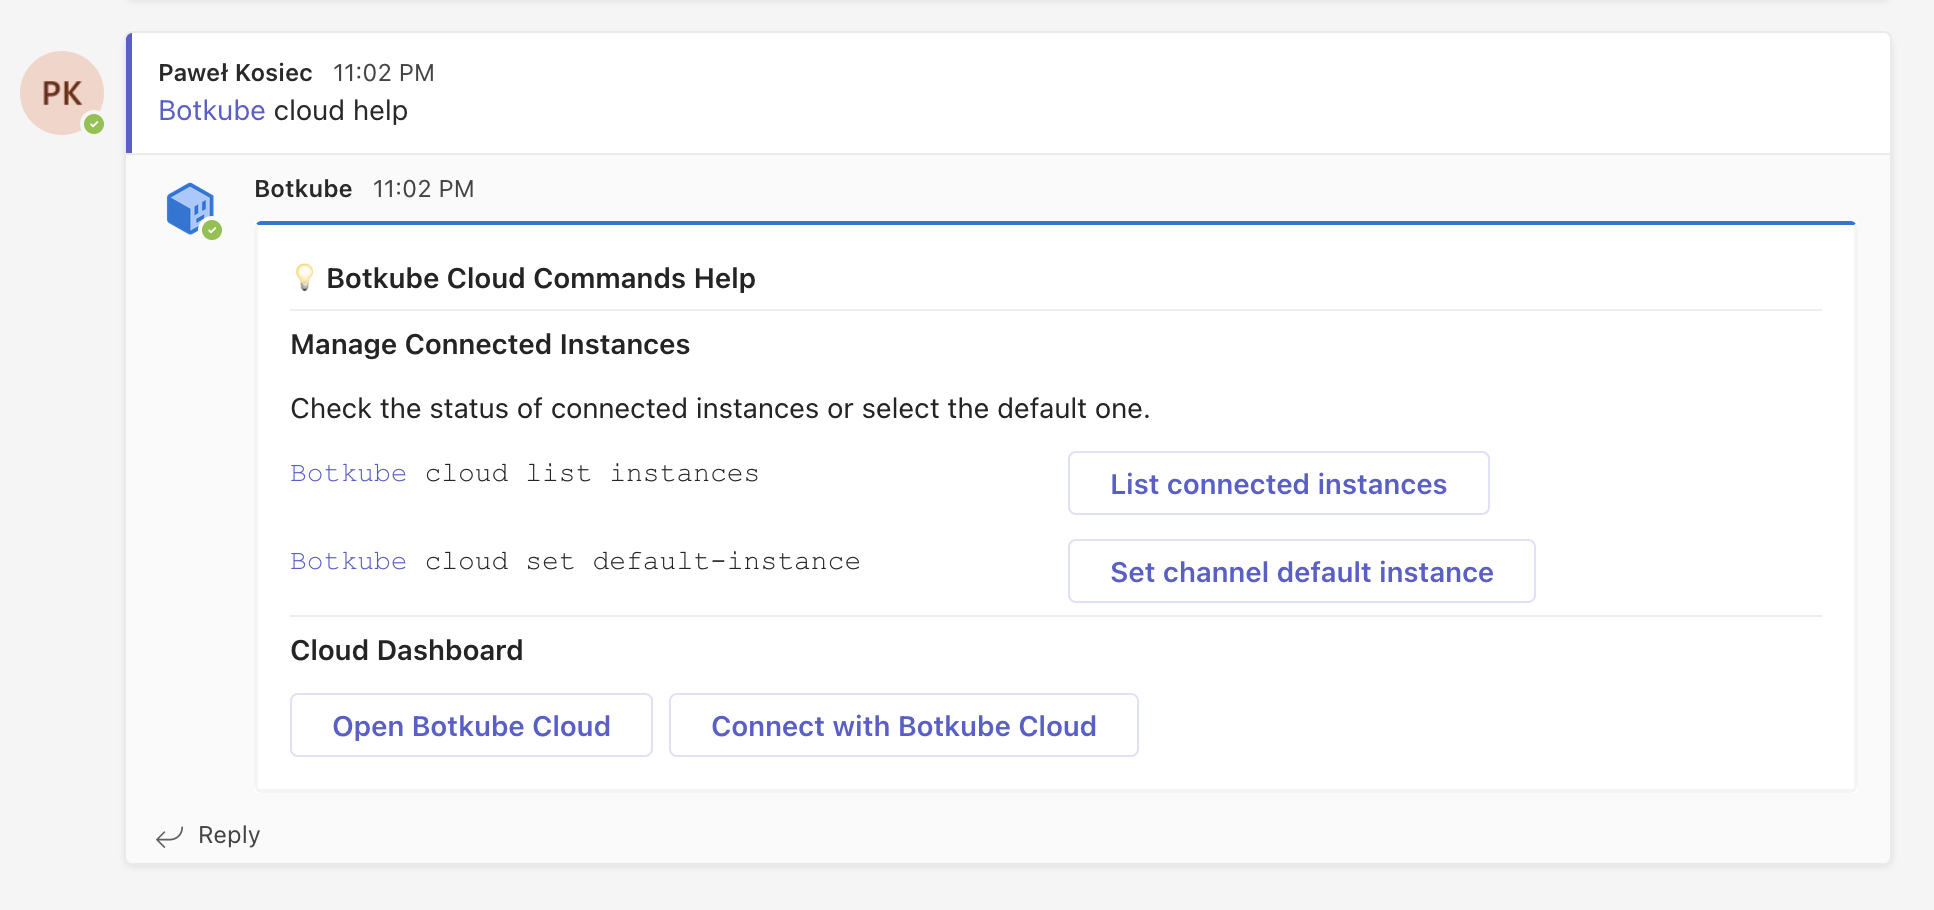 PK
Paweł Kosiec 11:02 PM
Botkube cloud help
Botkube 11:02 PM
💡 Botkube Cloud Commands Help
Manage Connected Instances
Check the status of connected instances or select the default one.
Botkube cloud list instances
List connected instances
Botkube cloud set default-instance
Set channel default instance
Cloud Dashboard
Open Botkube Cloud
Connect with Botkube Cloud
Reply